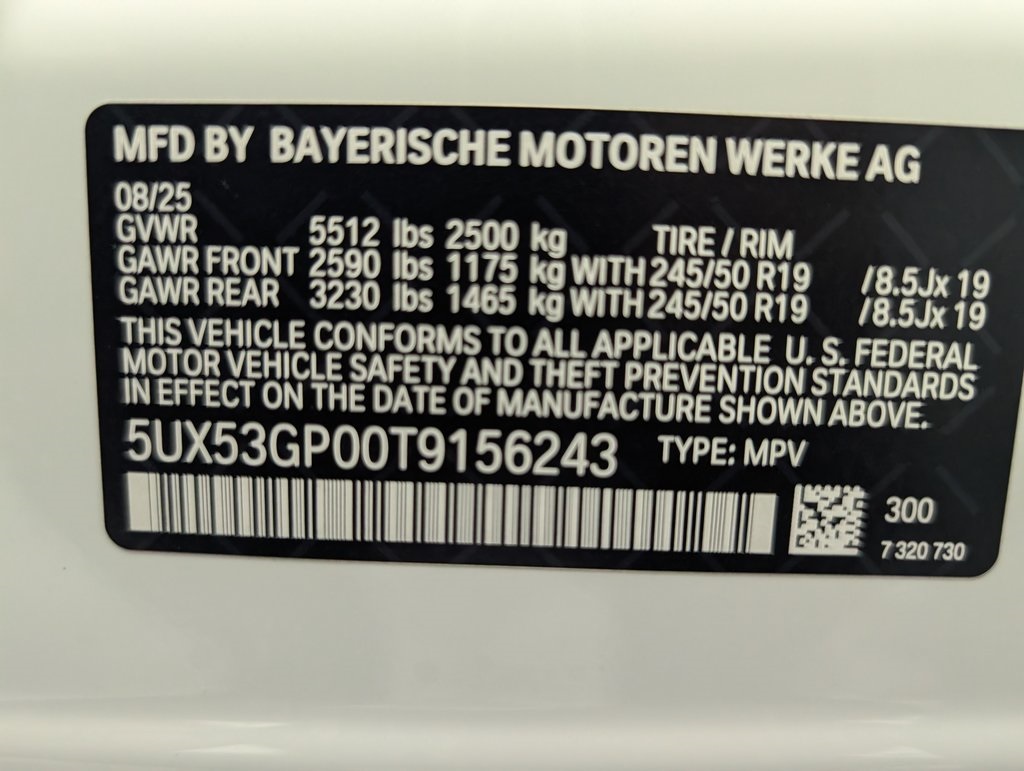 MFD BY BAYERISCHE MOTOREN WERKE AG
08/25
GVWR 5512 lbs 2500 kg TIRE / RIM
GAWR FRONT 2590 lbs 1175 kg WITH 245/50 R19 /8.5Jx 19
GAWR REAR 3230 lbs 1465 kg WITH 245/50 R19 /8.5Jx 19
THIS VEHICLE CONFORMS TO ALL APPLICABLE U. S. FEDERAL
MOTOR VEHICLE SAFETY AND THEFT PREVENTION STANDARDS
IN EFFECT ON THE DATE OF MANUFACTURE SHOWN ABOVE.
5UX53GP00T9156243 TYPE: MPV
300
7 320 730